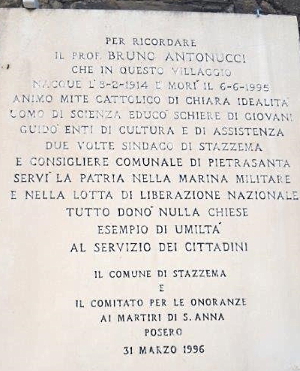 PER RICORDARE
IL PROF. BRUNO ANTONUCCI
CHE IN QUESTO VILLAGGIO
NACQUE L'8-2-1914 E MORÌ IL 6-6-1995
ANIMO MITE CATTOLICO DI CHIARA IDEALITÀ
UOMO DI SCIENZA EDUCÒ SCHIERE DI GIOVANI
GUIDÒ ENTI DI CULTURA E DI ASSISTENZA
DUE VOLTE SINDACO DI STAZZEMA
E CONSIGLIERE COMUNALE DI PIETRASANTA
SERVÌ LA PATRIA NELLA MARINA MILITARE
E NELLA LOTTA DI LIBERAZIONE NAZIONALE
TUTTO DONÒ NULLA CHIESE
ESEMPIO DI UMILTÀ
AL SERVIZIO DEI CITTADINI
IL COMUNE DI STAZZEMA
E
IL COMITATO PER LE ONORANZE
AI MARTIRI DI S. ANNA
POSERO
31 MARZO 1996